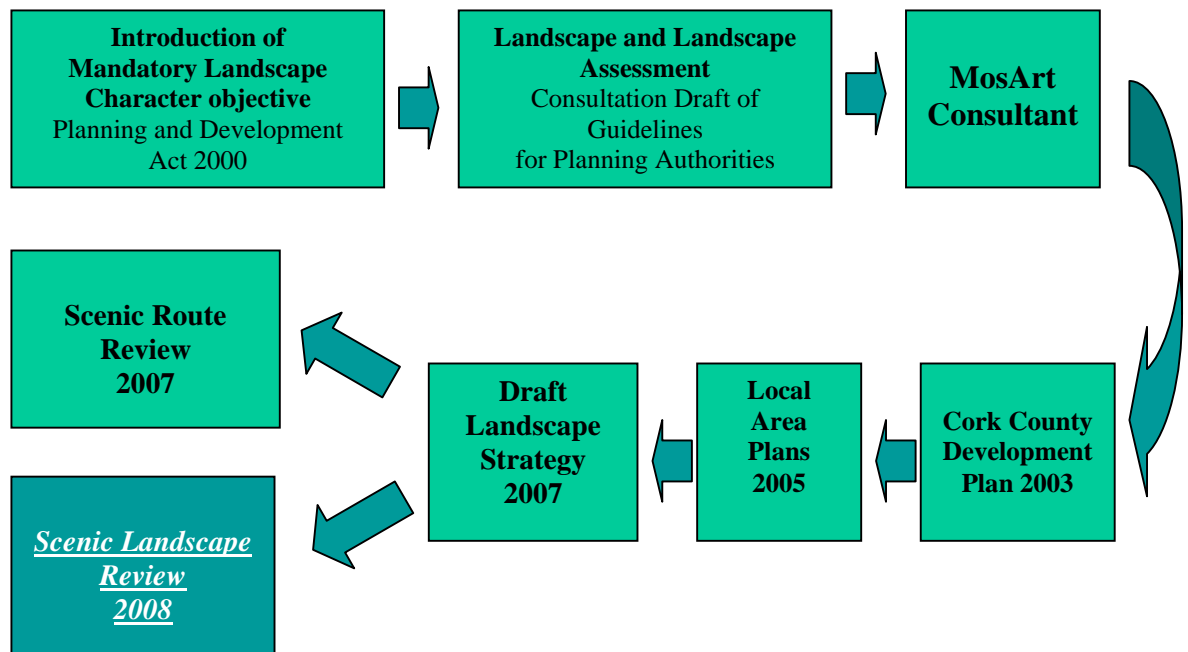 Introduction of
Mandatory Landscape
Character objective
Planning and Development
Act 2000
Landscape and Landscape
Assessment
Consultation Draft of
Guidelines
for Planning Authorities
MosArt
Consultant
Cork County
Development
Plan 2003
Local
Area
Plans
2005
Draft
Landscape
Strategy
2007
Scenic Route
Review
2007
Scenic Landscape
Review
2008